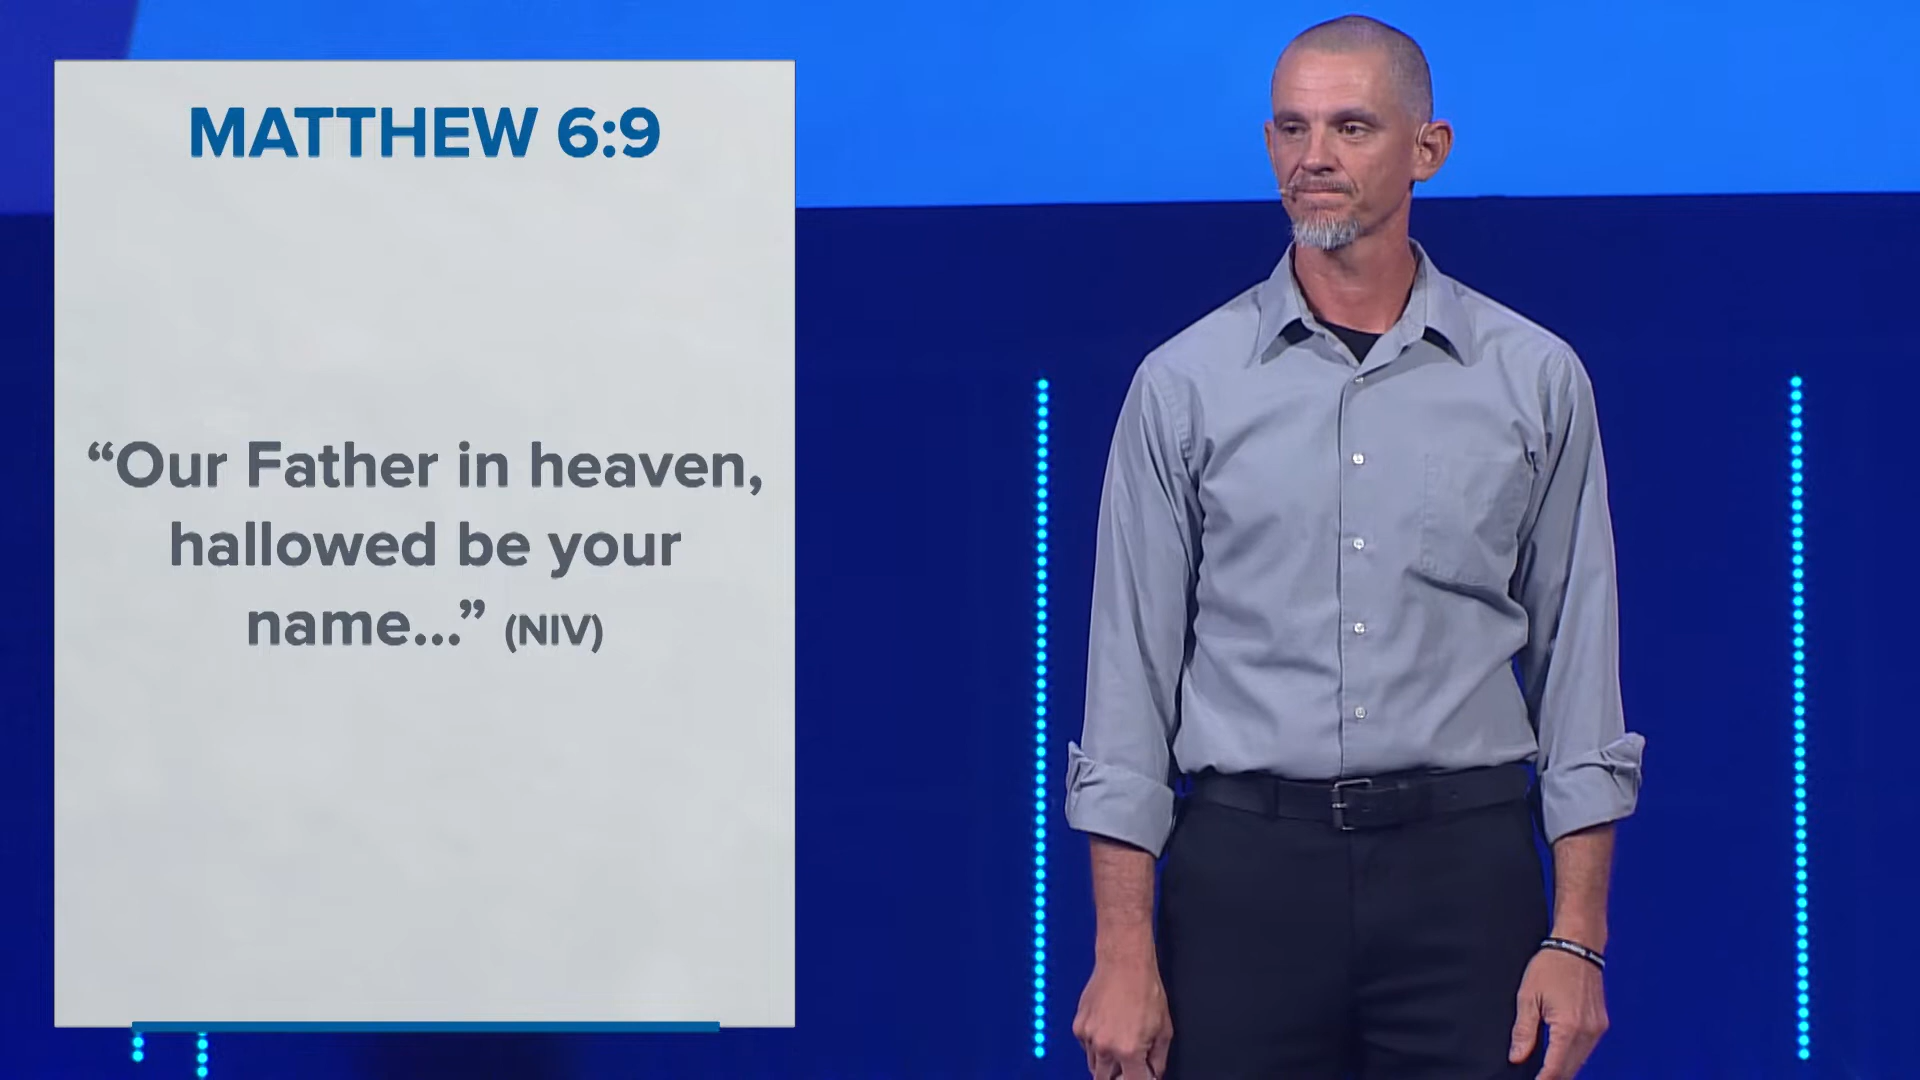 MATTHEW 6:9
“Our Father in heaven,
hallowed be your
name...” (NIV)